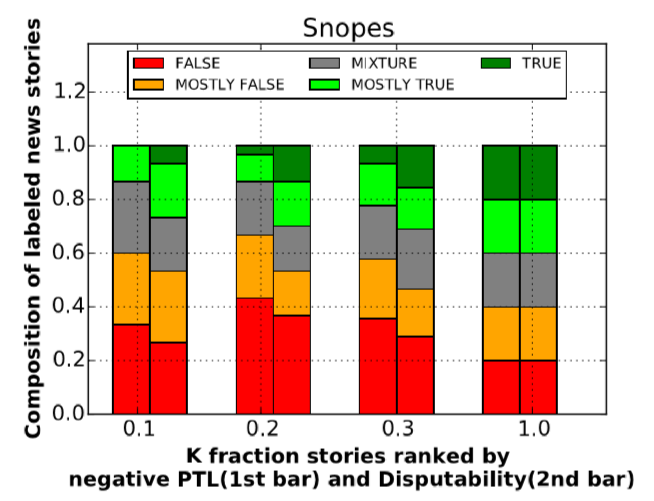 Snopes
FALSE MIXTURE TRUE
MOSTLY FALSE MOSTLY TRUE
Composition of labeled news stories
1.2
1.0
0.8
0.6
0.4
0.2
0.0
0.1 0.2 0.3 1.0
K fraction stories ranked by
negative PTL(1st bar) and Disputability(2nd bar)